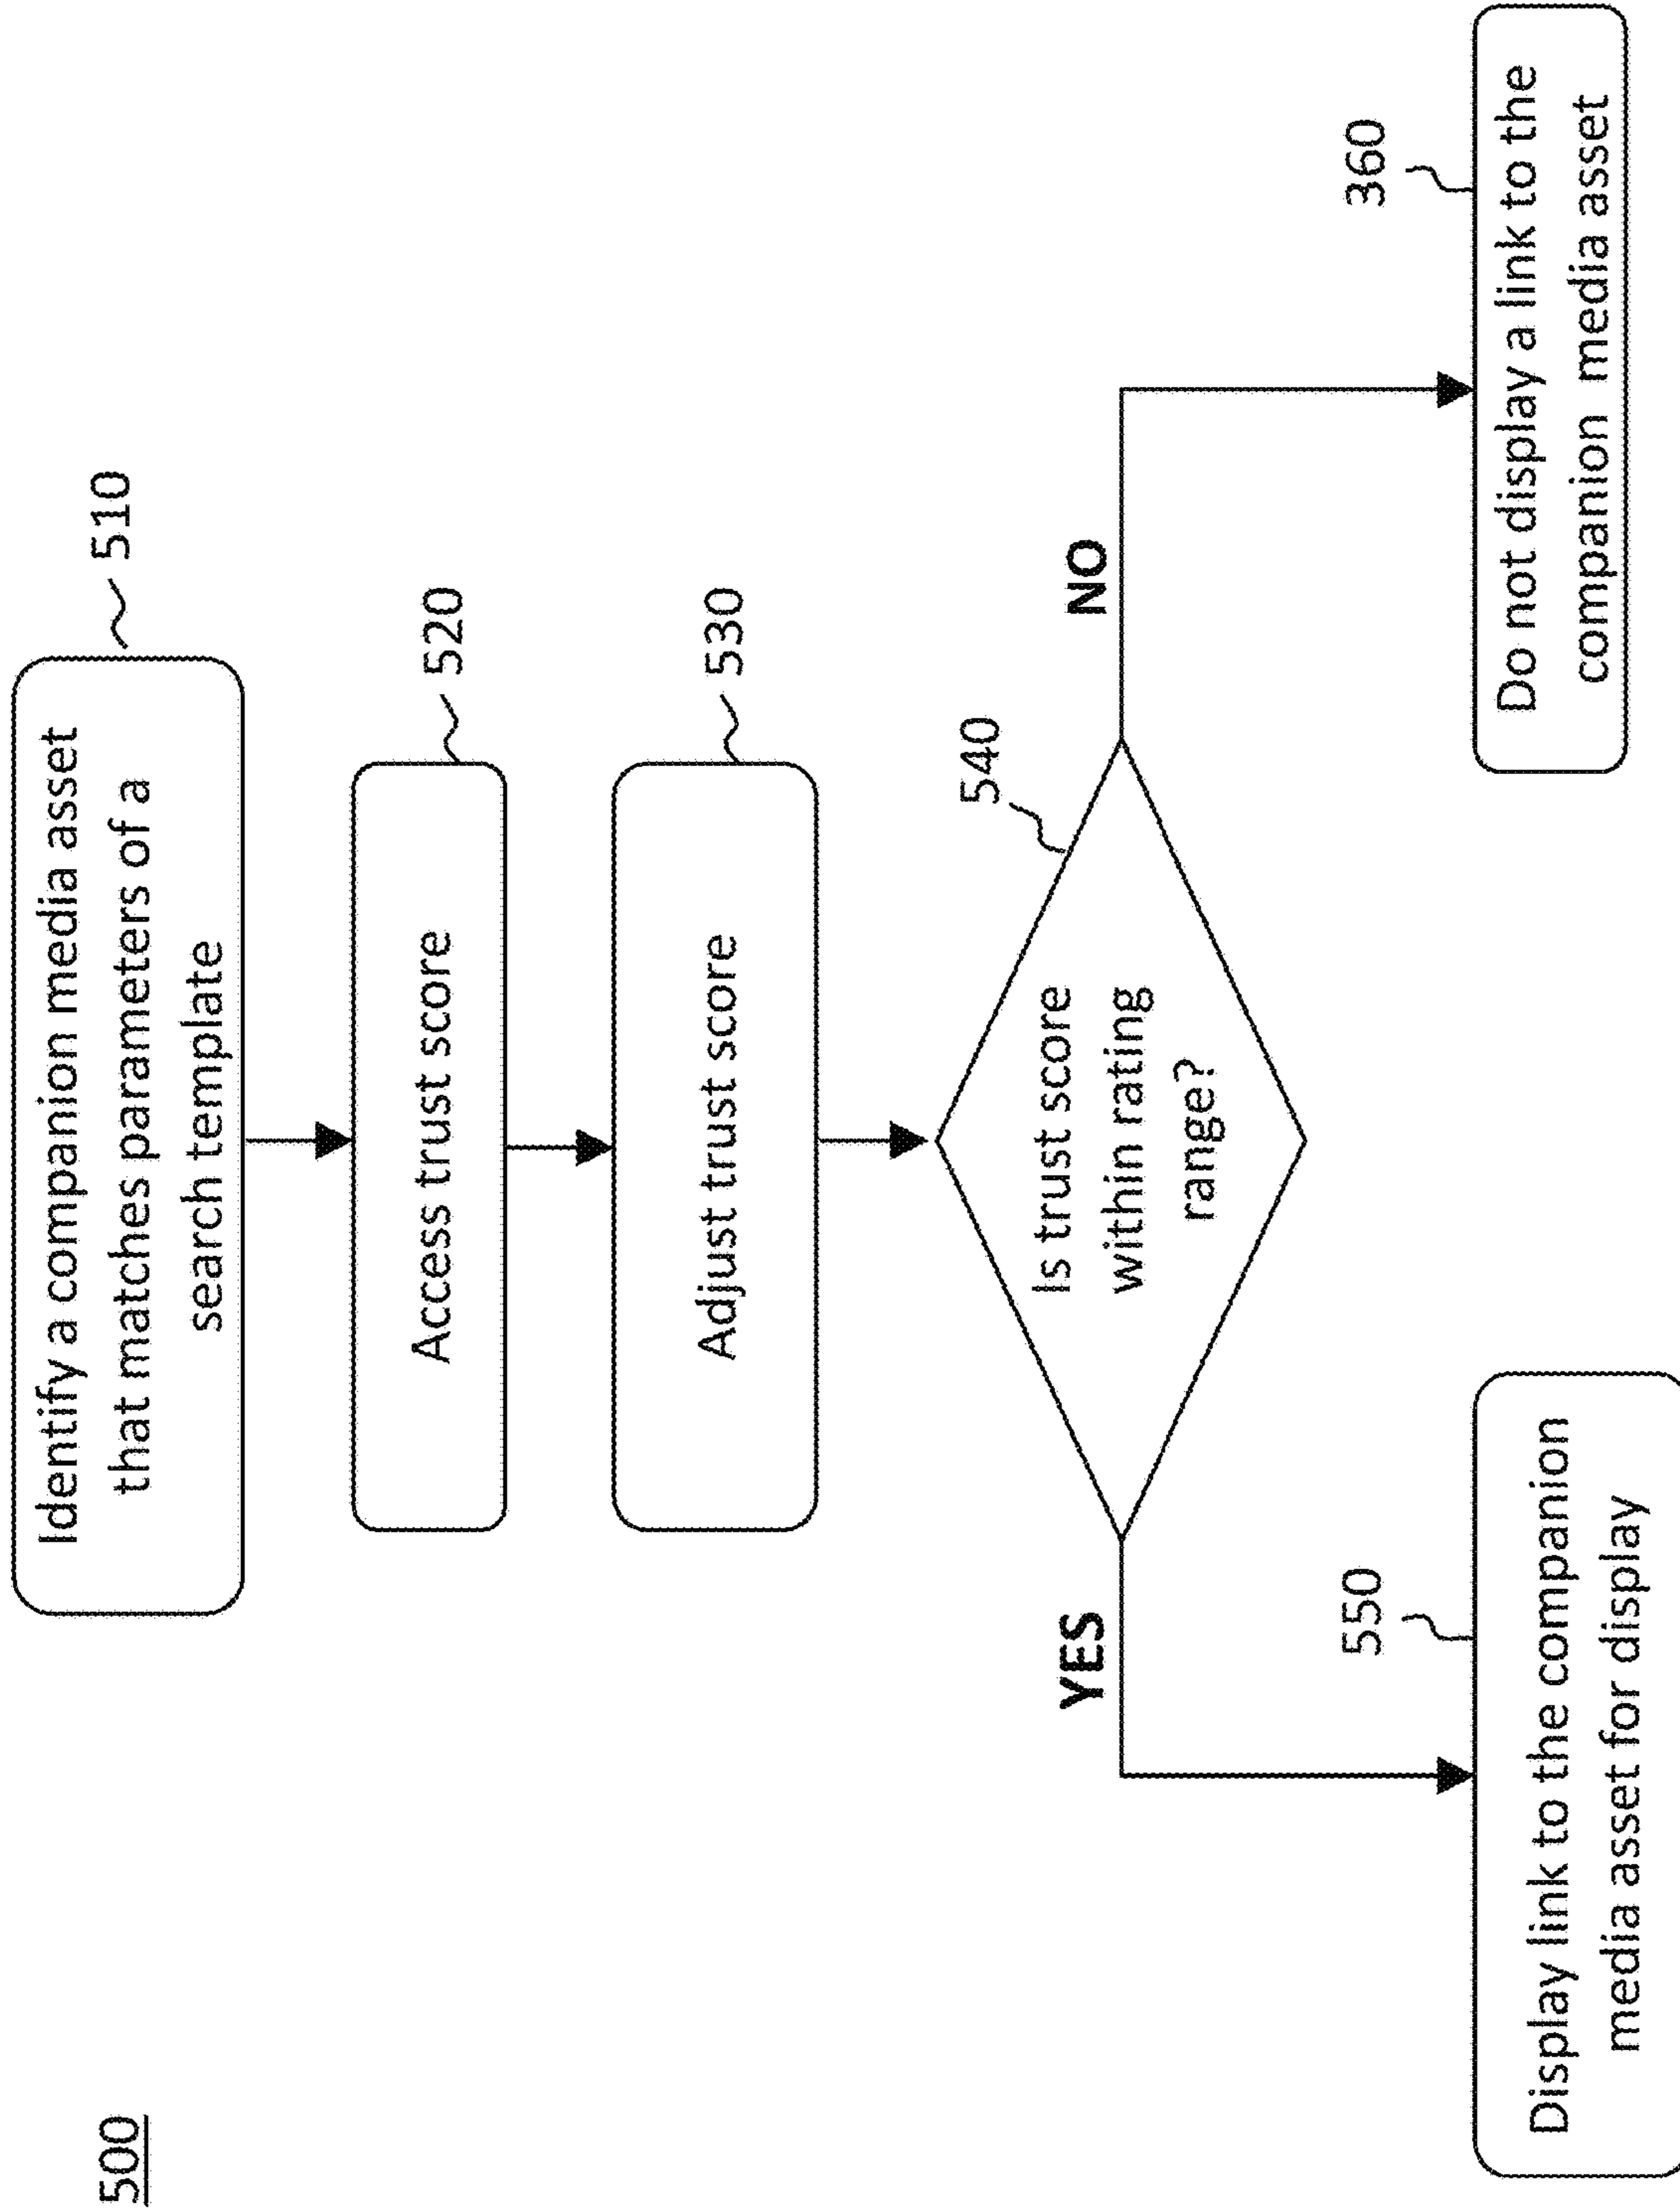 500
Identify a companion media asset
that matches parameters of a
search template
510
Access trust score
520
Adjust trust score
530
Is trust score
within rating
range?
540
YES
NO
Display link to the companion
media asset for display
550
Do not display a link to the
companion media asset
360